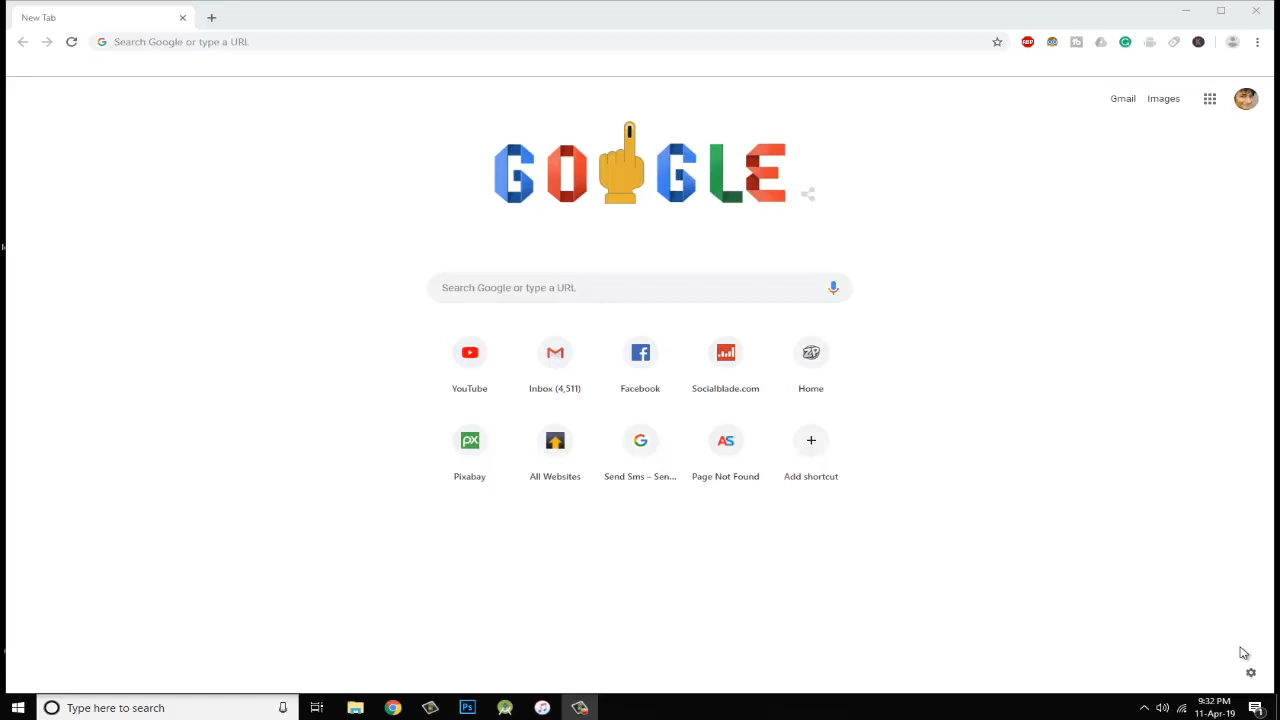 New Tab
Search Google or type a URL
ABP
Gmail Images
GOOGLE
Search Google or type a URL
YouTube Inbox (4,511) Facebook Socialblade.com Home
Pixabay All Websites Send Sms – Sen... Page Not Found Add shortcut
Type here to search
9:32 PM
11-Apr-19